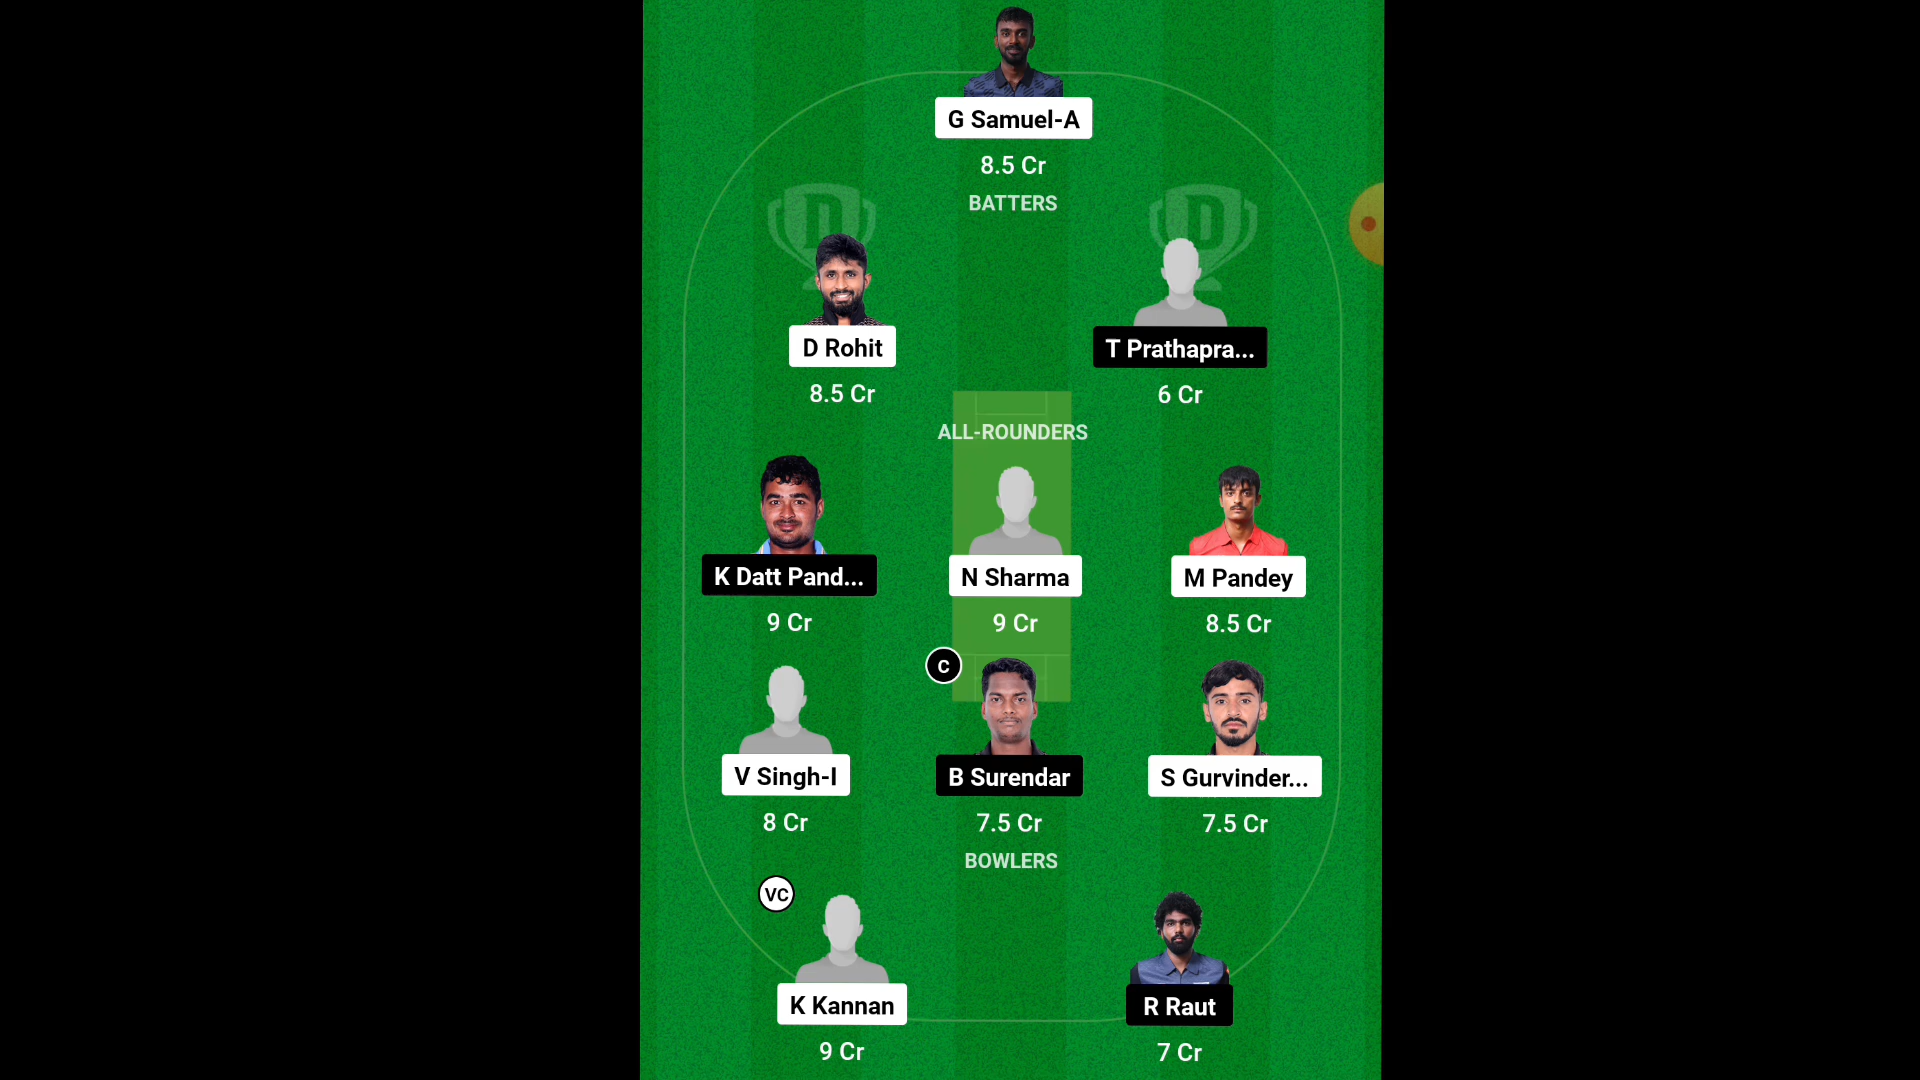 G Samuel-A
8.5 Cr
BATTERS
D Rohit
T Prathapra...
8.5 Cr
6 Cr
ALL-ROUNDERS
K Datt Pand...
N Sharma
M Pandey
9 Cr
9 Cr
8.5 Cr
C
V Singh-I
B Surendar
S Gurvinder...
8 Cr
7.5 Cr
7.5 Cr
BOWLERS
VC
K Kannan
R Raut
9 Cr
7 Cr